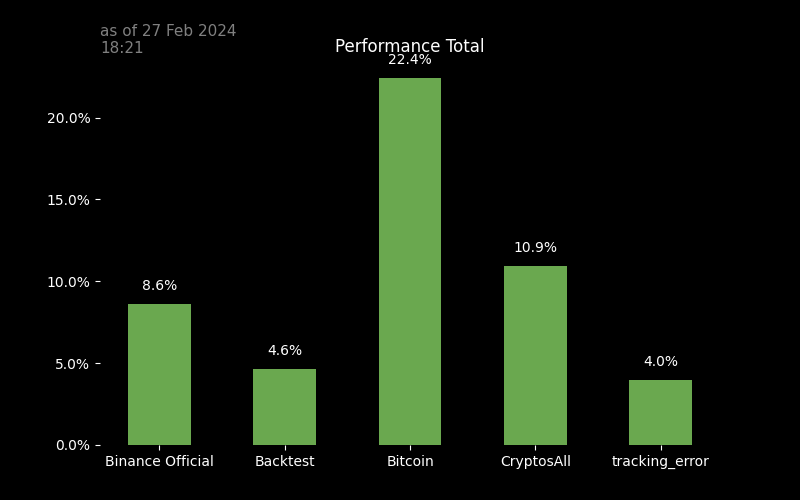 as of 27 Feb 2024
18:21
Performance Total
22.4%
20.0%
15.0%
10.9%
10.0%
8.6%
5.0%
4.6%
4.0%
0.0%
Binance Official
Backtest
Bitcoin
CryptosAll
tracking_error